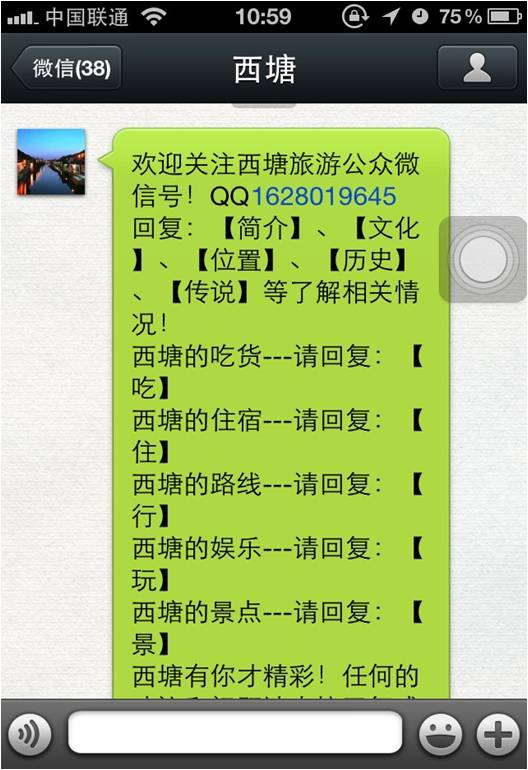 中国联通
10:59
75%
微信(38)
西塘
欢迎关注西塘旅游公众微
信号！QQ1628019645
回复：【简介】、【文化
】、【位置】、【历史】
、【传说】等了解相关情
况！
西塘的吃货---请回复：【
吃】
西塘的住宿---请回复：【
住】
西塘的路线---请回复：【
行】
西塘的娱乐---请回复：【
玩】
西塘的景点---请回复：【
景】
西塘有你才精彩！任何的